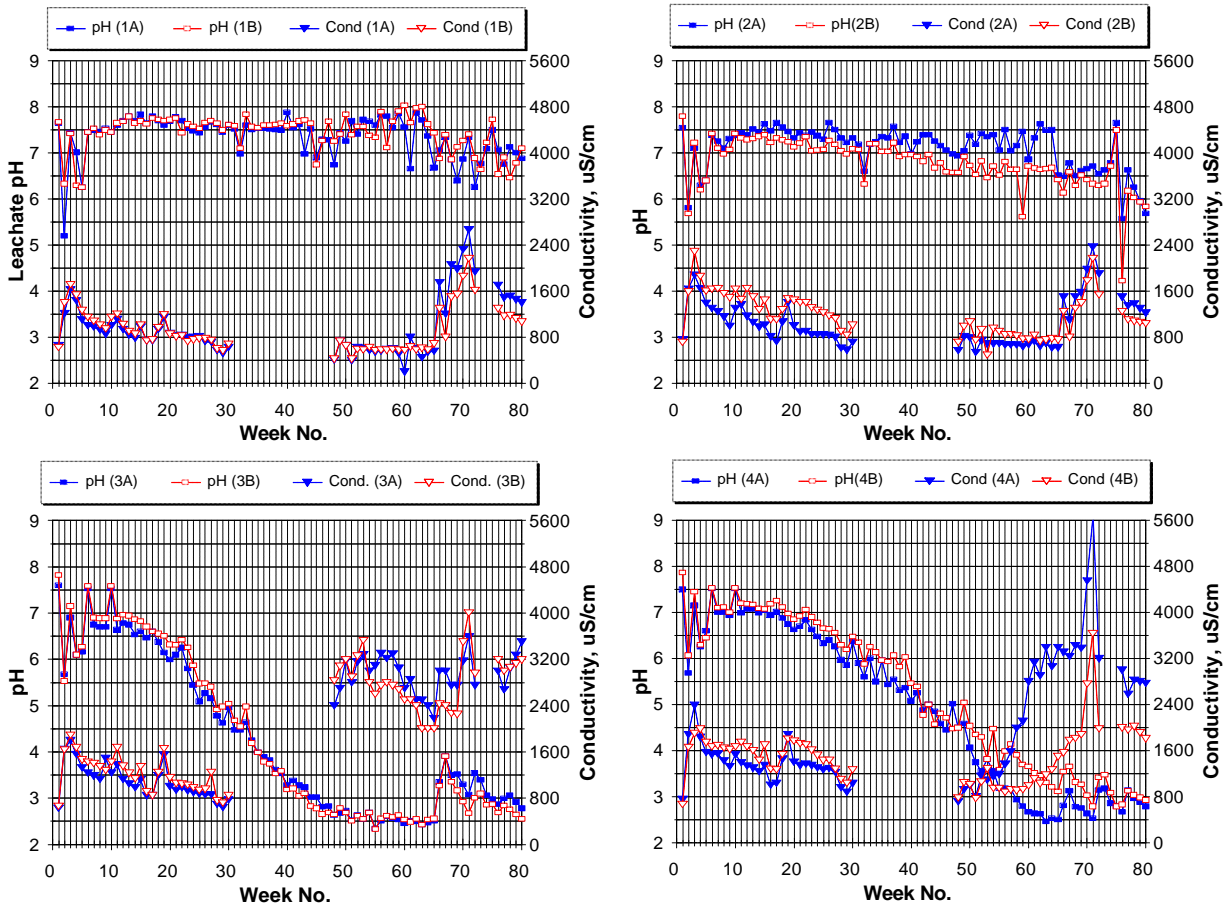 pH (1A) pH (1B) Cond (1A) Cond (1B)
9 5600
8 4800
7 4000
6 3200
5 2400
4 1600
3 800
2 0
0 10 20 30 40 50 60 70 80
Leachate pH
Conductivity, uS/cm
Week No.
pH (2A) pH(2B) Cond (2A) Cond (2B)
9 5600
8 4800
7 4000
6 3200
5 2400
4 1600
3 800
2 0
0 10 20 30 40 50 60 70 80
pH
Conductivity, uS/cm
Week No.
pH (3A) pH (3B) Cond. (3A) Cond. (3B)
9 5600
8 4800
7 4000
6 3200
5 2400
4 1600
3 800
2 0
0 10 20 30 40 50 60 70 80
pH
Conductivity, uS/cm
Week No.
pH (4A) pH(4B) Cond (4A) Cond (4B)
9 5600
8 4800
7 4000
6 3200
5 2400
4 1600
3 800
2 0
0 10 20 30 40 50 60 70 80
pH
Conductivity, uS/cm
Week No.